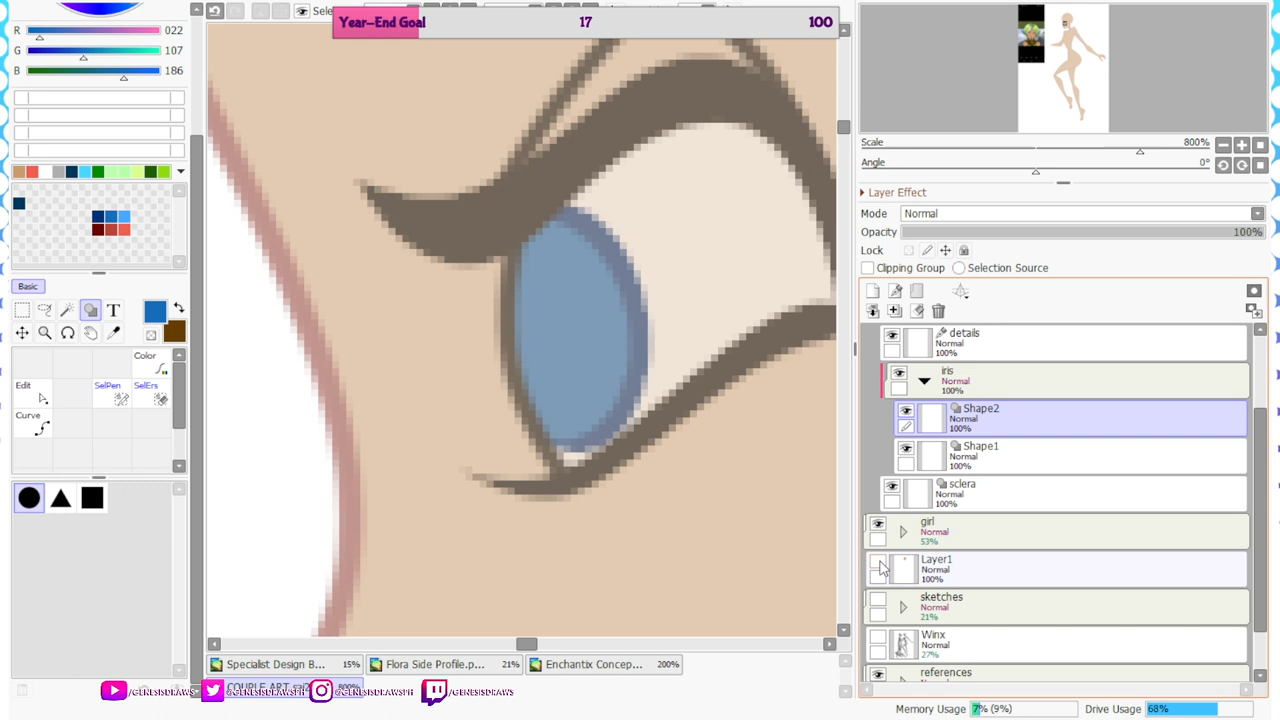 R 022
G 107
B 186
Basic
T
Color
Edit
SelPen SelErs
Curve
Year-End Goal 17 100
Specialist Design B... 15%
Flora Side Profile.p... 21%
Enchantix Concep... 200%
/GENESISDRAWS
@GENESISDRAWSPH
@GENESISDRAWSPH
/GENESISDRAWS
Scale 800%
Angle 0°
Layer Effect
Mode Normal
Opacity 100%
Lock
Clipping Group Selection Source
details
Normal
100%
iris
Normal
100%
Shape2
Normal
100%
Shape1
Normal
100%
sclera
Normal
100%
girl
Normal
53%
Layer1
Normal
100%
sketches
Normal
21%
Winx
Normal
27%
references
Memory Usage 7% (9%) Drive Usage 68%